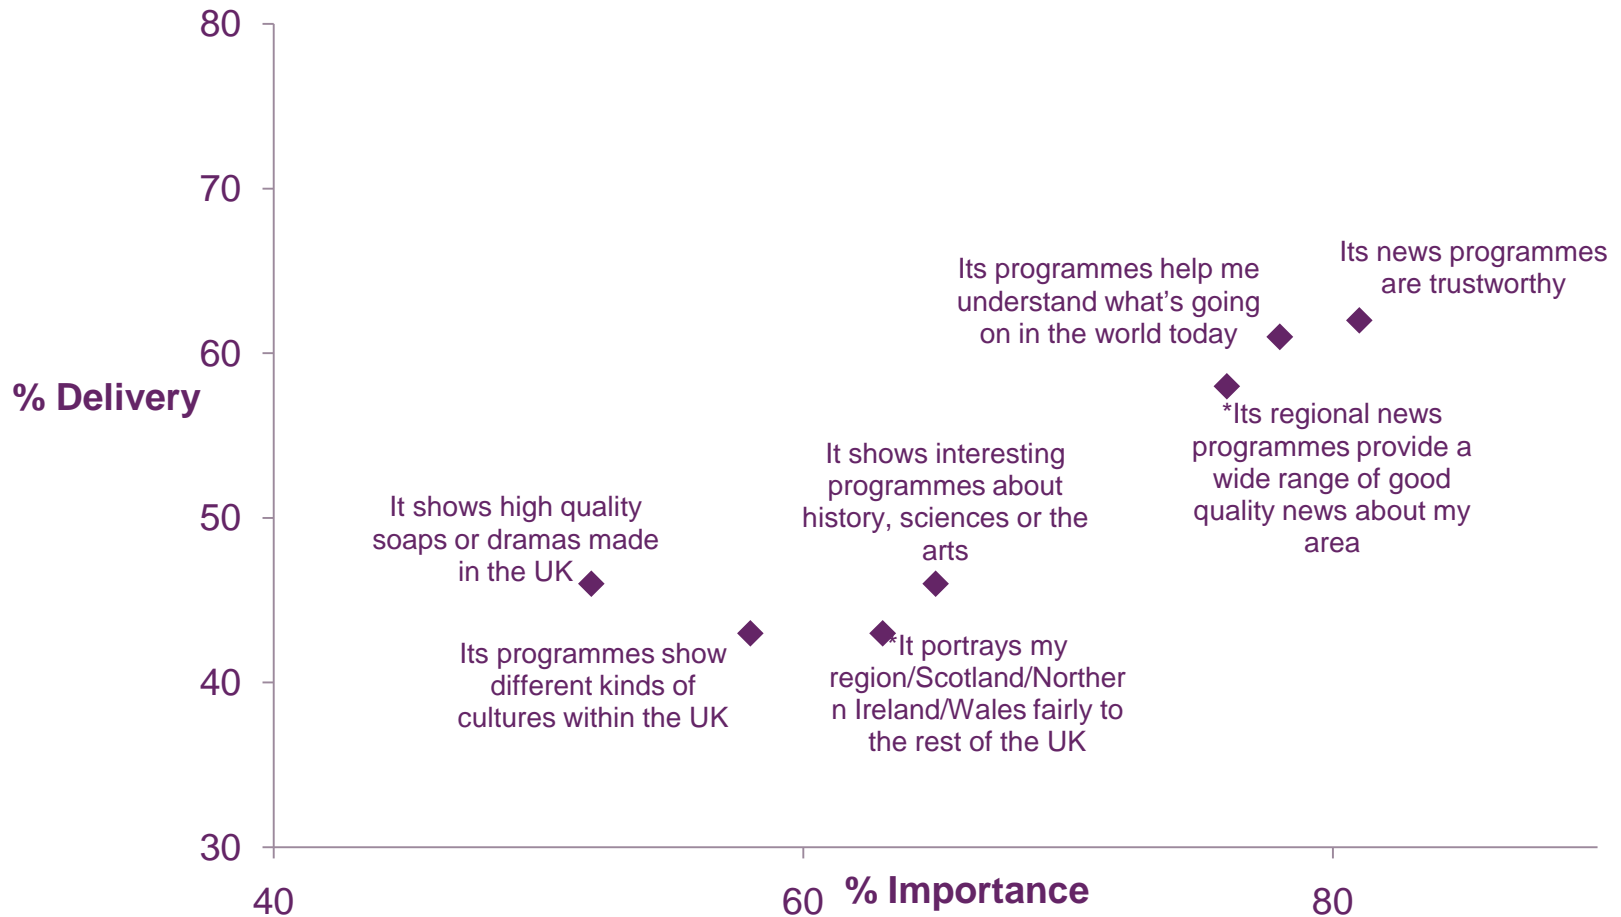 80
70
60
50
40
30
% Delivery
Its news programmes
are trustworthy
Its programmes help me
understand what’s going
on in the world today
*Its regional news
programmes provide a
wide range of good
quality news about my
area
It shows interesting
programmes about
history, sciences or the
arts
It shows high quality
soaps or dramas made
in the UK
Its programmes show
different kinds of
cultures within the UK
*It portrays my
region/Scotland/Norther
n Ireland/Wales fairly to
the rest of the UK
40
60
% Importance
80